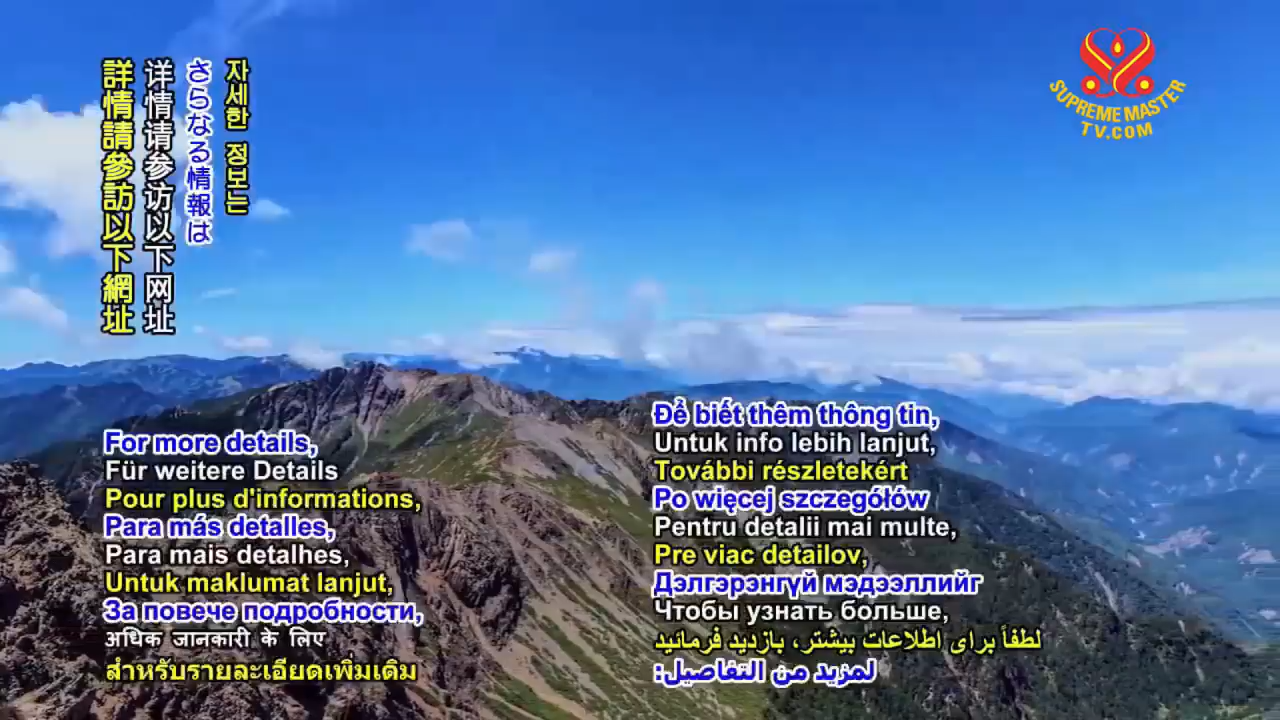 詳情請參訪以下網址
详情请参访以下网址
さらなる情報は
자세한 정보는
SUPREME MASTER
TV.COM
For more details,
Für weitere Details
Pour plus d'informations,
Para más detalles,
Para mais detalhes,
Untuk maklumat lanjut,
За повече подробности,
अधिक जानकारी के लिए
สำหรับรายละเอียดเพิ่มเติม
Để biết thêm thông tin,
Untuk info lebih lanjut,
További részletekért
Po więcej szczegółów
Pentru detalii mai multe,
Pre viac detailov,
Дэлгэрэнгүй мэдээллийг
Чтобы узнать больше,
لطفاً برای اطلاعات بیشتر، بازدید فرمائید
لمزيد من التفاصيل: